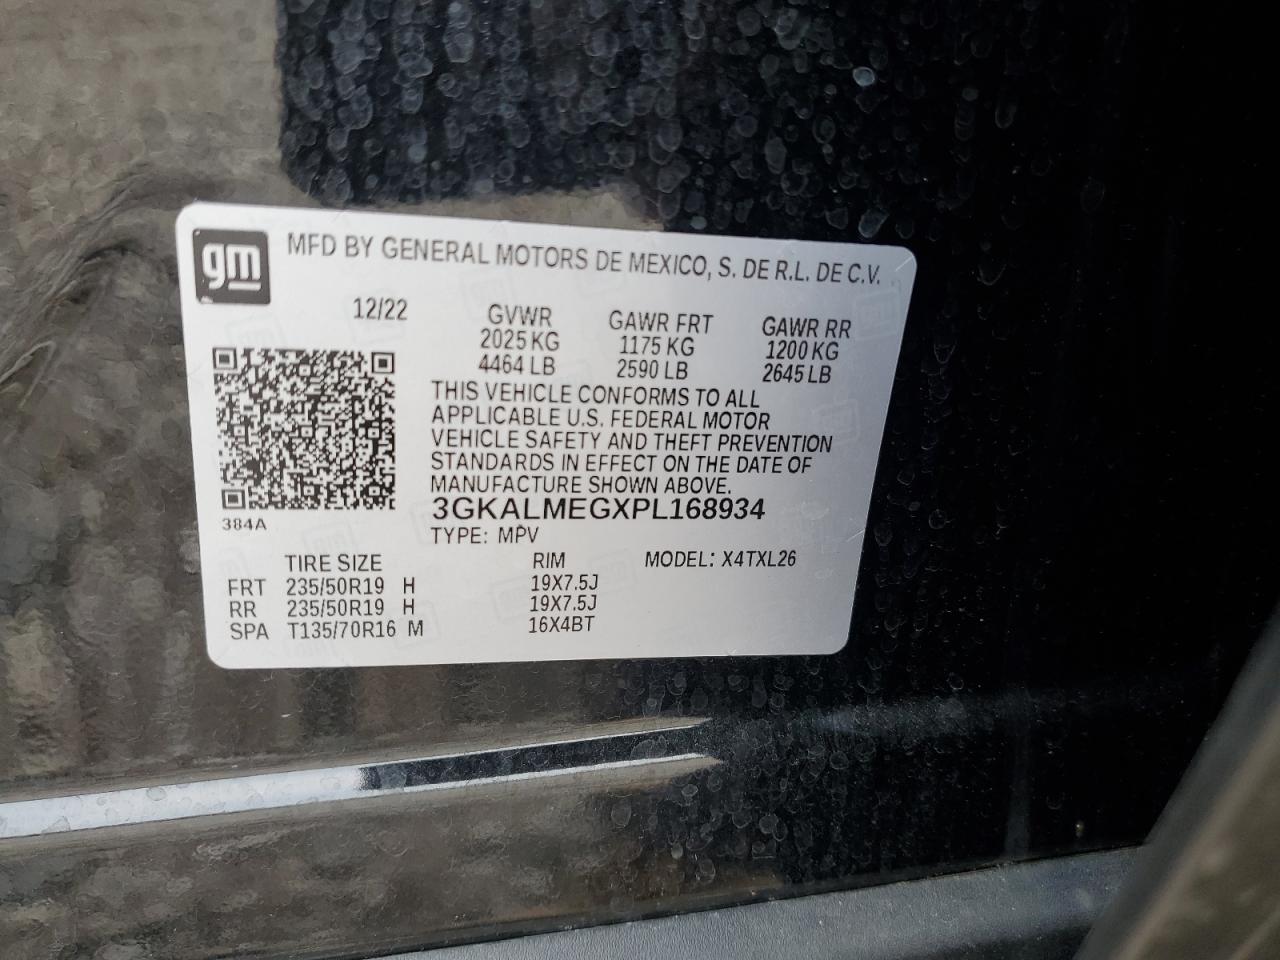 gm MFD BY GENERAL MOTORS DE MEXICO, S. DE R.L. DE C.V.
12/22 GVWR GAWR FRT GAWR RR
2025 KG 1175 KG 1200 KG
4464 LB 2590 LB 2645 LB
THIS VEHICLE CONFORMS TO ALL
APPLICABLE U.S. FEDERAL MOTOR
VEHICLE SAFETY AND THEFT PREVENTION
STANDARDS IN EFFECT ON THE DATE OF
MANUFACTURE SHOWN ABOVE.
3GKALMEGXPL168934
384A
TYPE: MPV
TIRE SIZE RIM MODEL: X4TXL26
FRT 235/50R19 H 19X7.5J
RR 235/50R19 H 19X7.5J
SPA T135/70R16 M 16X4BT